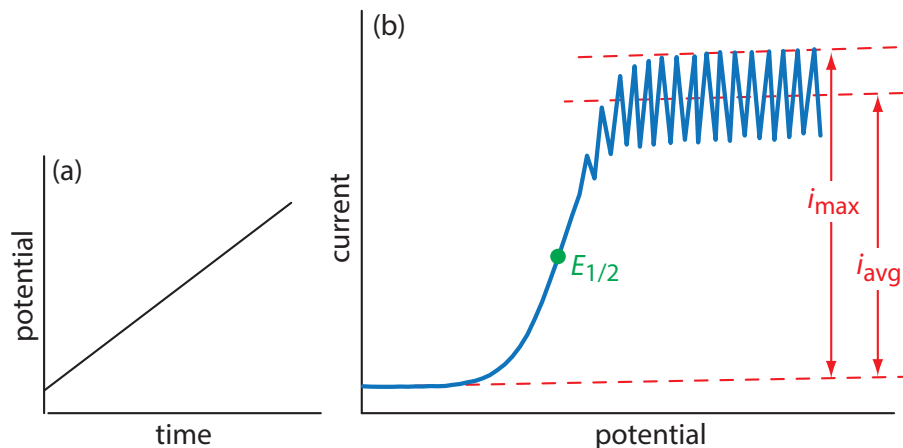 (a)
potential
time
(b)
current
potential
E1/2
imax
iavg